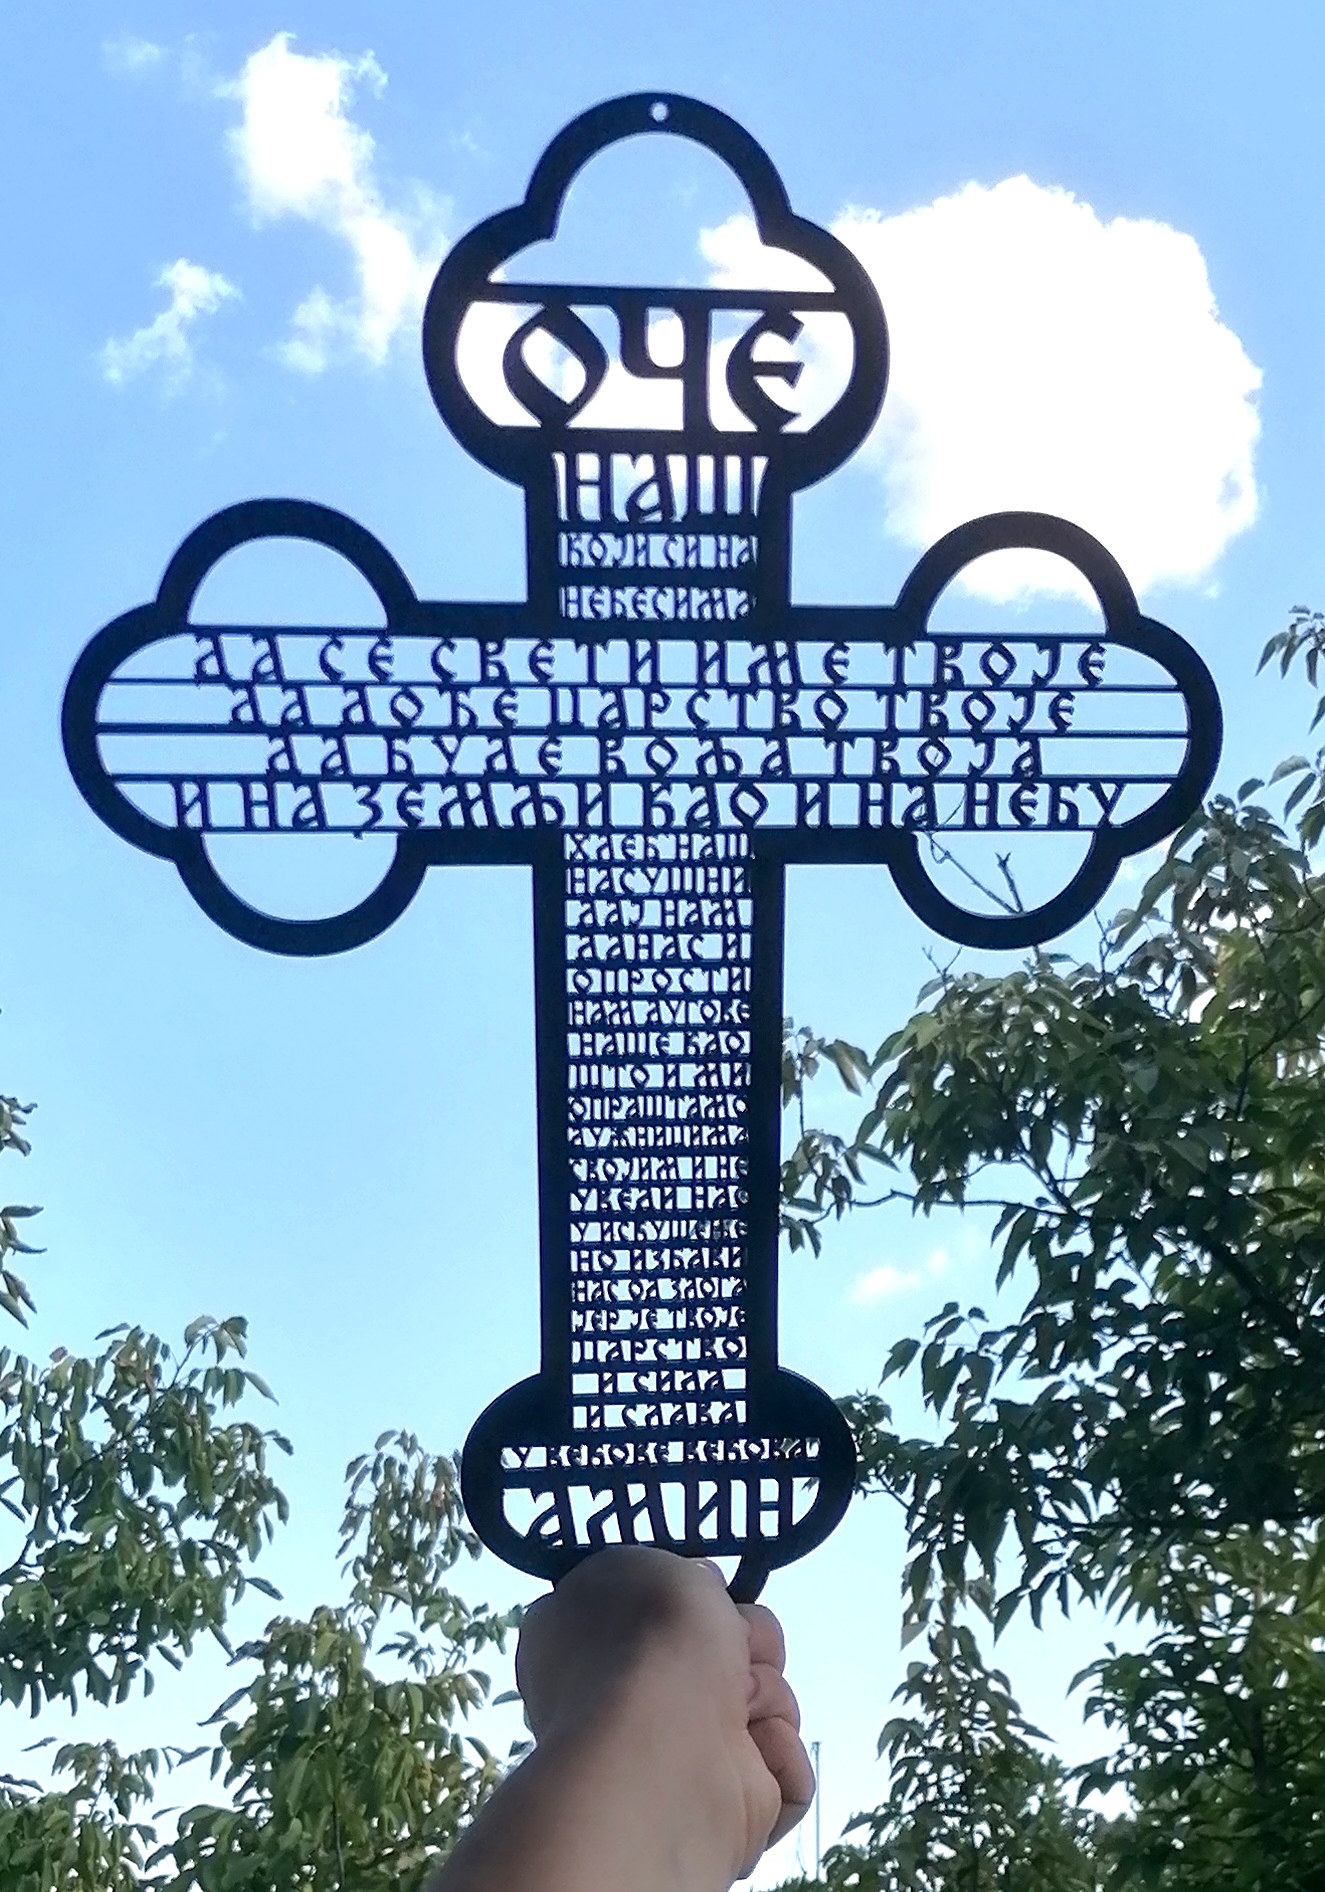 ОЧЕ
НАШ
КОЈИ СИ НА
НЕБЕСИМА
ДА СЕ СВЕТИ ИМЕ ТВОЈЕ
ДА ДОЂЕ ЦАРСТВО ТВОЈЕ
ДА БУДЕ ВОЉА ТВОЈА
И НА ЗЕМЉИ КАО И НА НЕБУ
ХЛЕБ НАШ
НАСУШНИ
ДАЈ НАМ
ДАНАС И
ОПРОСТИ
НАМ ДУГОВЕ
НАШЕ КАО
ШТО И МИ
ОПРАШТАМО
ДУЖНИЦИМА
СВОЈИМ И НЕ
УВЕДИ НАС
У ИСКУШЕЊЕ
НО ИЗБАВИ
НАС ОД ЗЛОГА
ЈЕР ЈЕ ТВОЈЕ
ЦАРСТВО
И СИЛА
И СЛАВА
У ВЕКОВЕ ВЕКОВА
АМИН